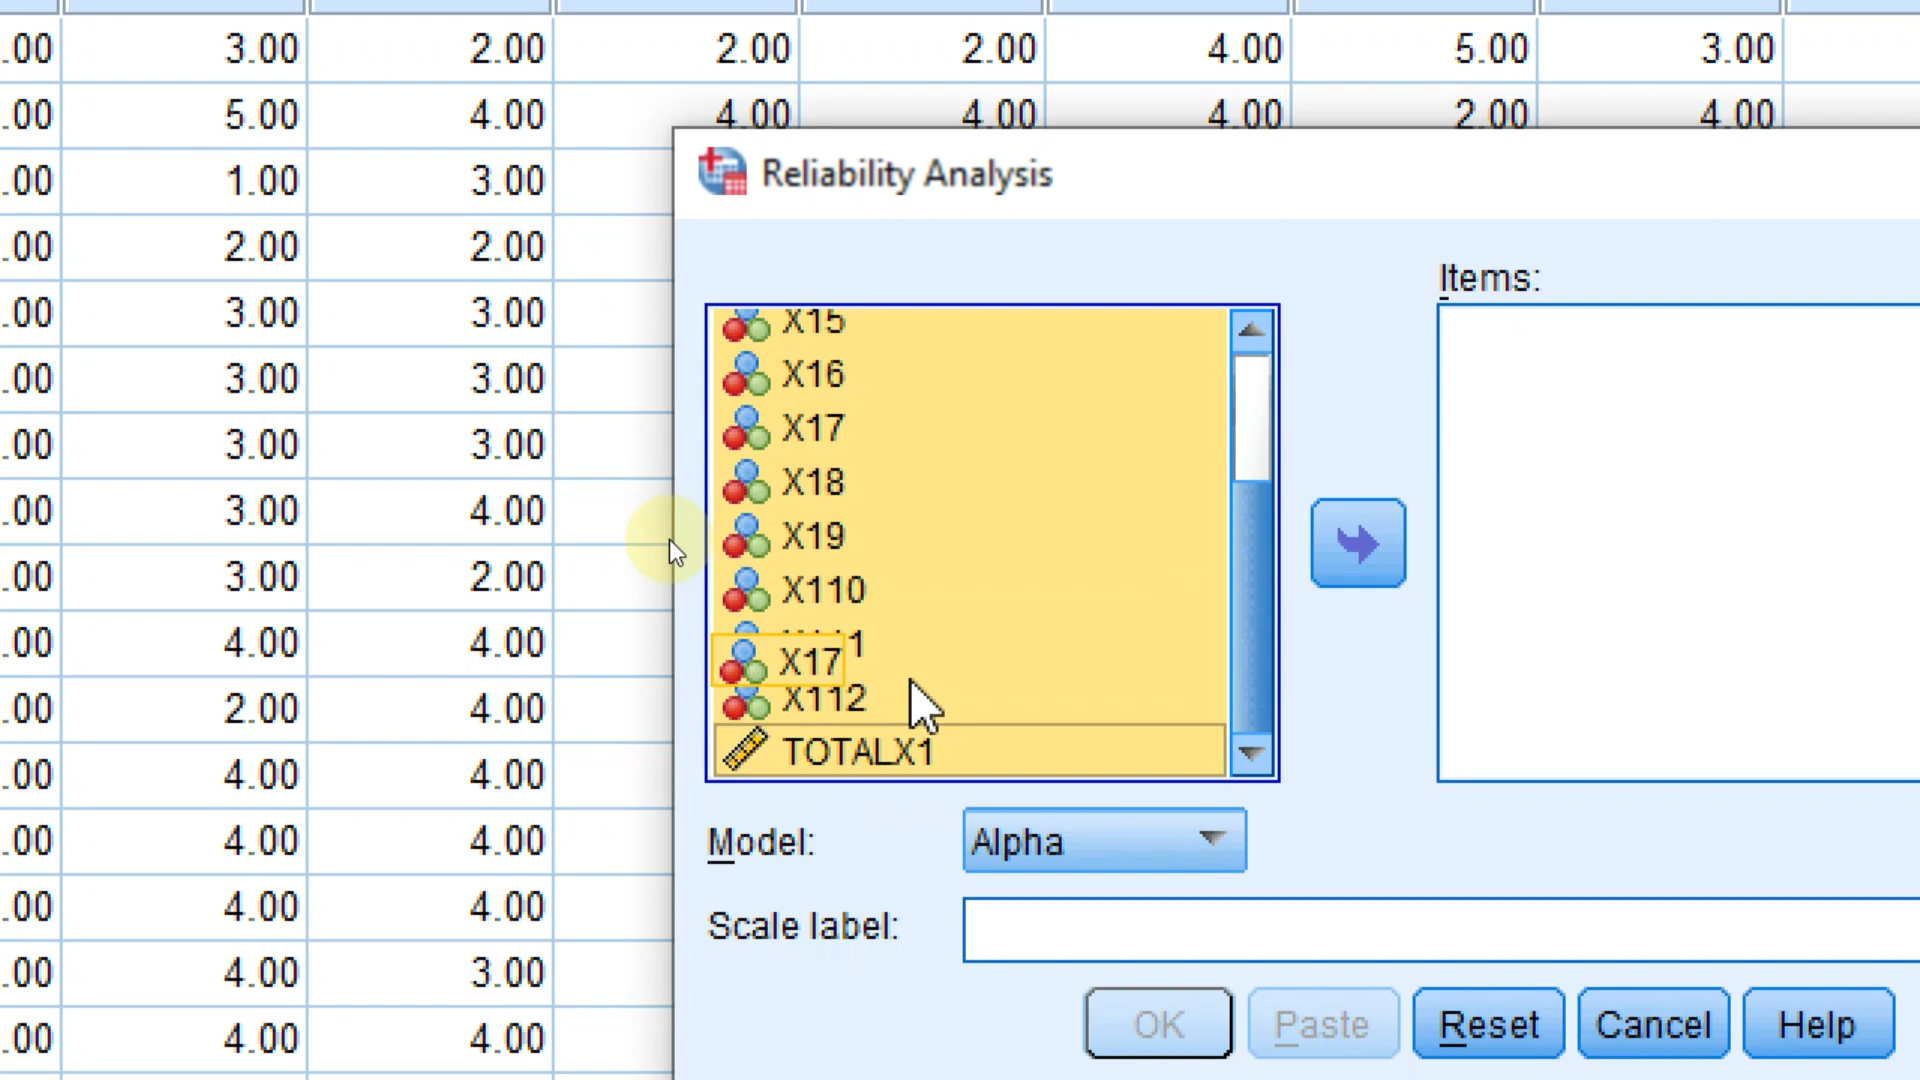 .00 3.00 2.00 2.00 2.00 4.00 5.00 3.00
.00 5.00 4.00 4.00 4.00 4.00 2.00 4.00
.00 1.00 3.00
Reliability Analysis
.00 2.00 2.00
Items:
.00 3.00 3.00
X15
.00 3.00 3.00
X16
X17
.00 3.00 3.00
X18
.00 3.00 4.00
X19
.00 3.00 2.00
X110
.00 4.00 4.00
X17
.00 2.00 4.00
X112
TOTALX1
.00 4.00 4.00
.00 4.00 4.00
Model: Alpha
.00 4.00 4.00
Scale label:
.00 4.00 3.00
.00 4.00 4.00
OK Paste Reset Cancel Help